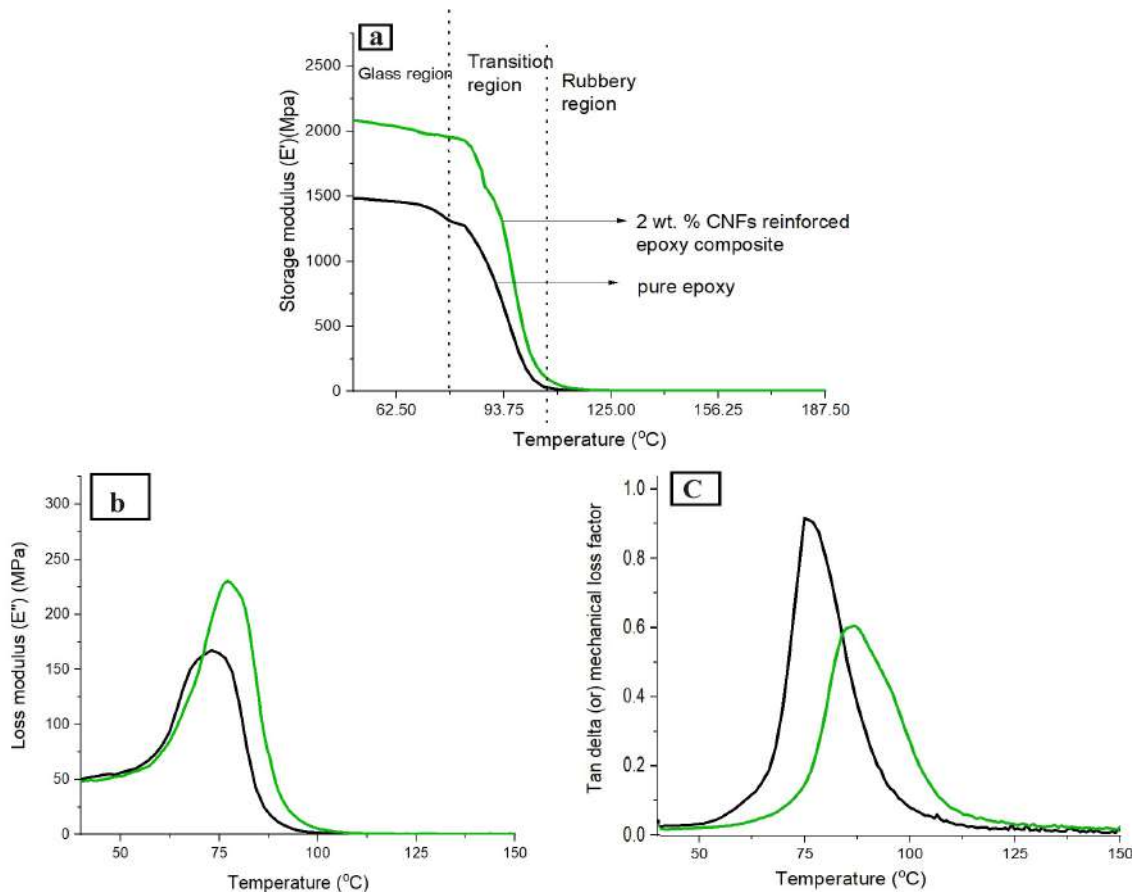 a
Glass region
Transition
region
Rubbery
region
2500
2000
1500
1000
500
0
Storage modulus (E')(Mpa)
2 wt. % CNFs reinforced
epoxy composite
pure epoxy
62.50 93.75 125.00 156.25 187.50
Temperature (°C)
b
300
250
200
150
100
50
0
Loss modulus (E") (MPa)
50 75 100 125 150
Temperature (°C)
C
1.0
0.8
0.6
0.4
0.2
0.0
Tan delta (or) mechanical loss factor
50 75 100 125 150
Temperature (°C)